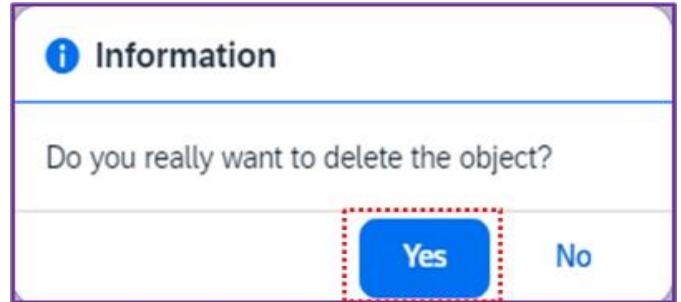 Information
Do you really want to delete the object?
Yes No